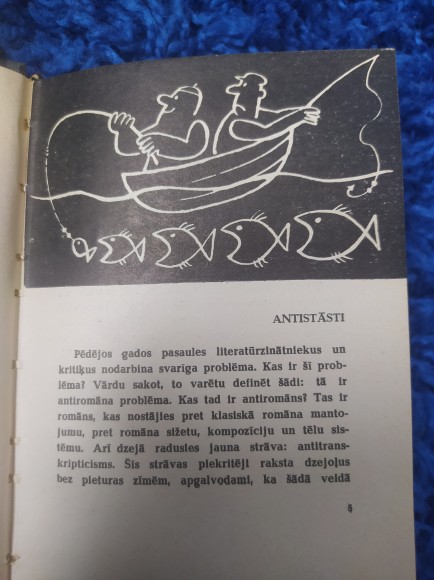 ANTISTĀSTI
Pēdējos gados pasaules literatūrzinātniekus un
kritiķus nodarbina svarīga problēma. Kas ir šī prob-
lēma? Vārdu sakot, to varētu definēt šādi: tā ir
antiromāna problēma. Kas tad ir antiromāns? Tas ir
romāns, kas nostājies pret klasiskā romāna manto-
jumu, pret romāna sižetu, kompozīciju un tēlu sis-
tēmu. Arī dzejā radusies jauna strāva: antitrans-
kripticisms. Šīs strāvas piekritēji raksta dzejoļus
bez pieturas zīmēm, apgalvodami, ka šādā veidā
5